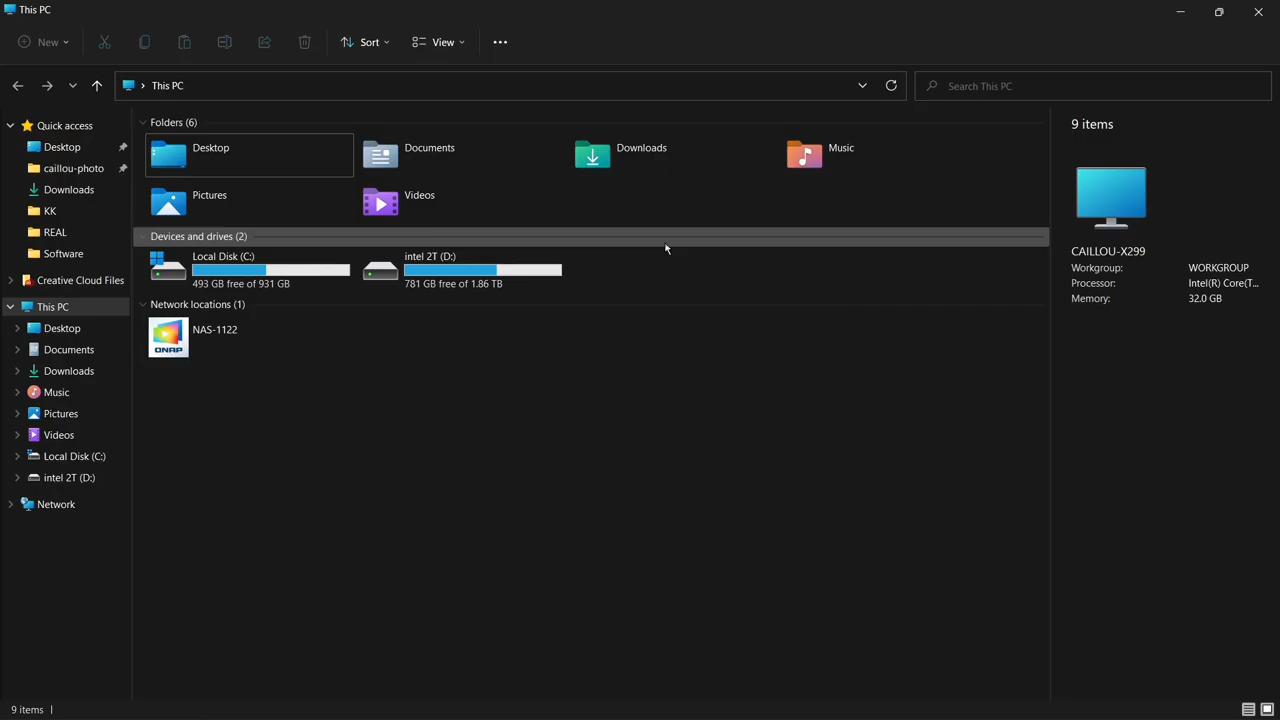 This PC
New
Sort
View
This PC
Search This PC
Quick access
Desktop
caillou-photo
Downloads
KK
REAL
Software
Creative Cloud Files
This PC
Desktop
Documents
Downloads
Music
Pictures
Videos
Local Disk (C:)
intel 2T (D:)
Network
Folders (6)
Desktop
Documents
Downloads
Music
Pictures
Videos
Devices and drives (2)
Local Disk (C:)
493 GB free of 931 GB
intel 2T (D:)
781 GB free of 1.86 TB
Network locations (1)
QNAP
NAS-1122
9 items
CAILLOU-X299
Workgroup: WORKGROUP
Processor: Intel(R) Core(T...
Memory: 32.0 GB
9 items